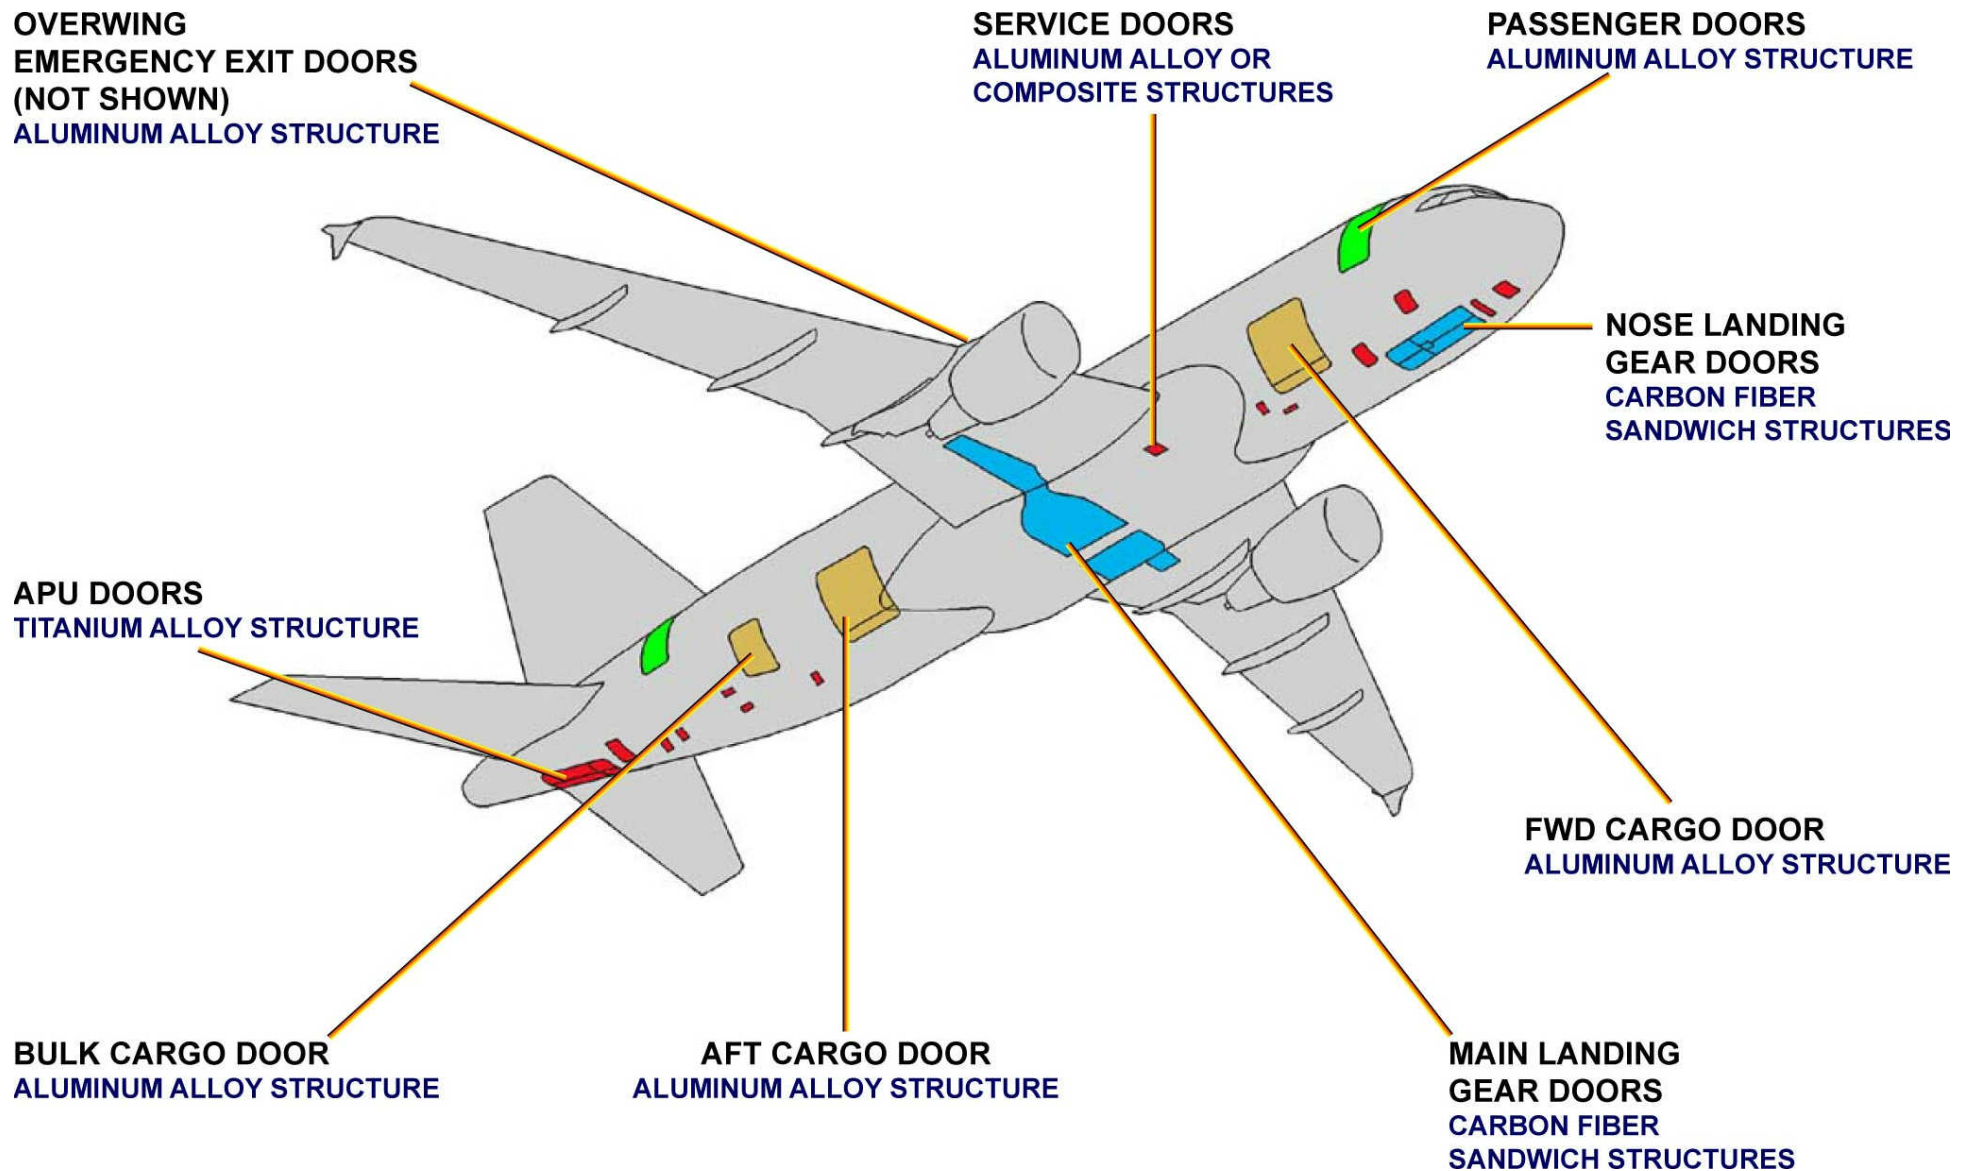 OVERWING
EMERGENCY EXIT DOORS
(NOT SHOWN)
ALUMINUM ALLOY STRUCTURE
SERVICE DOORS
ALUMINUM ALLOY OR
COMPOSITE STRUCTURES
PASSENGER DOORS
ALUMINUM ALLOY STRUCTURE
NOSE LANDING
GEAR DOORS
CARBON FIBER
SANDWICH STRUCTURES
APU DOORS
TITANIUM ALLOY STRUCTURE
FWD CARGO DOOR
ALUMINUM ALLOY STRUCTURE
BULK CARGO DOOR
ALUMINUM ALLOY STRUCTURE
AFT CARGO DOOR
ALUMINUM ALLOY STRUCTURE
MAIN LANDING
GEAR DOORS
CARBON FIBER
SANDWICH STRUCTURES